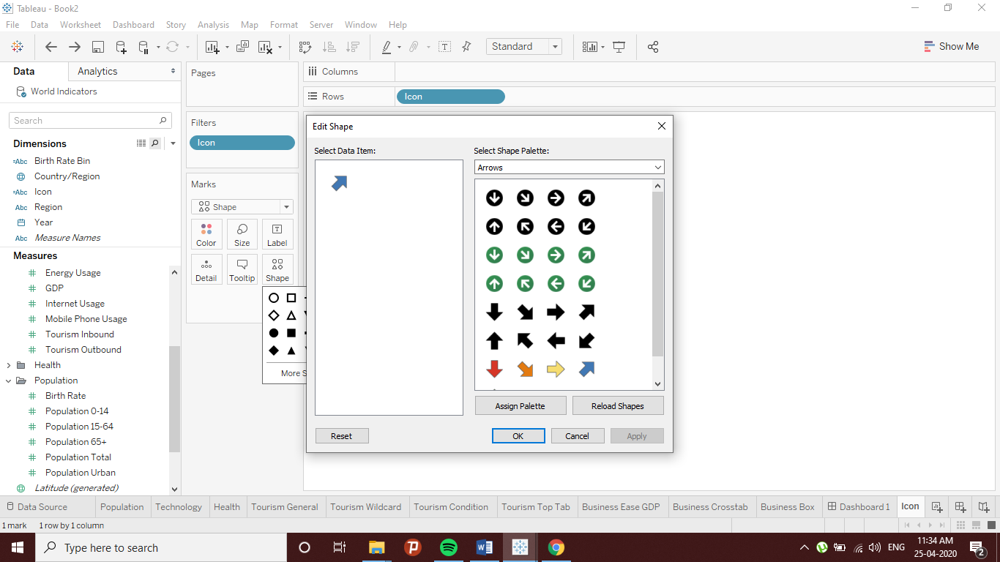 Tableau - Book2
File Data Worksheet Dashboard Story Analysis Map Format Server Window Help
Standard
Show Me
Data Analytics
World Indicators
Search
Dimensions
=Abc Birth Rate Bin
Country/Region
=Abc Icon
Abc Region
Year
Abc Measure Names
Measures
Energy Usage
GDP
Internet Usage
Mobile Phone Usage
Tourism Inbound
Tourism Outbound
Health
Population
Birth Rate
Population 0-14
Population 15-64
Population 65+
Population Total
Population Urban
Latitude (generated)
Pages
Filters
Icon
Marks
Shape
Color Size Label
Detail Tooltip Shape
More S
Columns
Rows Icon
Edit Shape
Select Data Item:
Select Shape Palette:
Arrows
Assign Palette Reload Shapes
Reset OK Cancel Apply
Data Source Population Technology Health Tourism General Tourism Wildcard Tourism Condition Tourism Top Tab Business Ease GDP Business Crosstab Business Box Dashboard 1 Icon
1 mark 1 row by 1 column
Type here to search
ENG
11:34 AM
25-04-2020
2